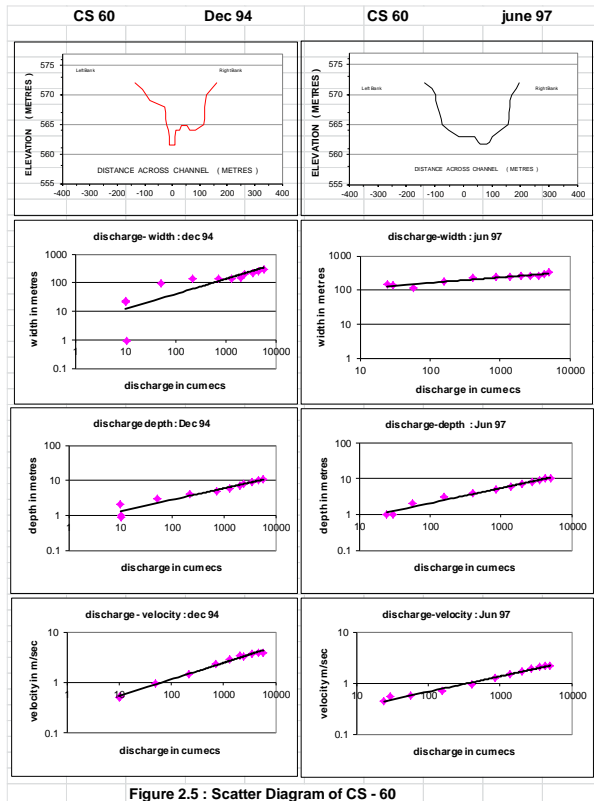 CS 60 Dec 94 CS 60 june 97
575
570
565
560
555
ELEVATION ( METRES )
Left Bank Right Bank
DISTANCE ACROSS CHANNEL ( METRES )
-400 -300 -200 -100 0 100 200 300 400
575
570
565
560
555
ELEVATION ( METRES )
Left Bank Right Bank
DISTANCE ACROSS CHANNEL ( METRES )
-400 -300 -200 -100 0 100 200 300 400
discharge- width : dec 94
1000
100
10
1
0.1
width in metres
1 10 100 1000 10000
discharge in cumecs
discharge-width : jun 97
1000
100
10
1
width in metres
10 100 1000 10000
discharge in cumecs
discharge depth: Dec 94
100
10
1
0.1
depth in metres
1 10 100 1000 10000
discharge in cumecs
discharge-depth : Jun 97
100
10
1
0.1
depth in metres
10 100 1000 10000
discharge in cumecs
discharge - velocity : dec 94
10
1
0.1
velocity in m/sec
1 10 100 1000 10000
discharge in cumecs
discharge-velocity : Jun 97
10
1
0.1
velocity m/sec
10 100 1000 10000
discharge in cumecs
Figure 2.5 : Scatter Diagram of CS - 60